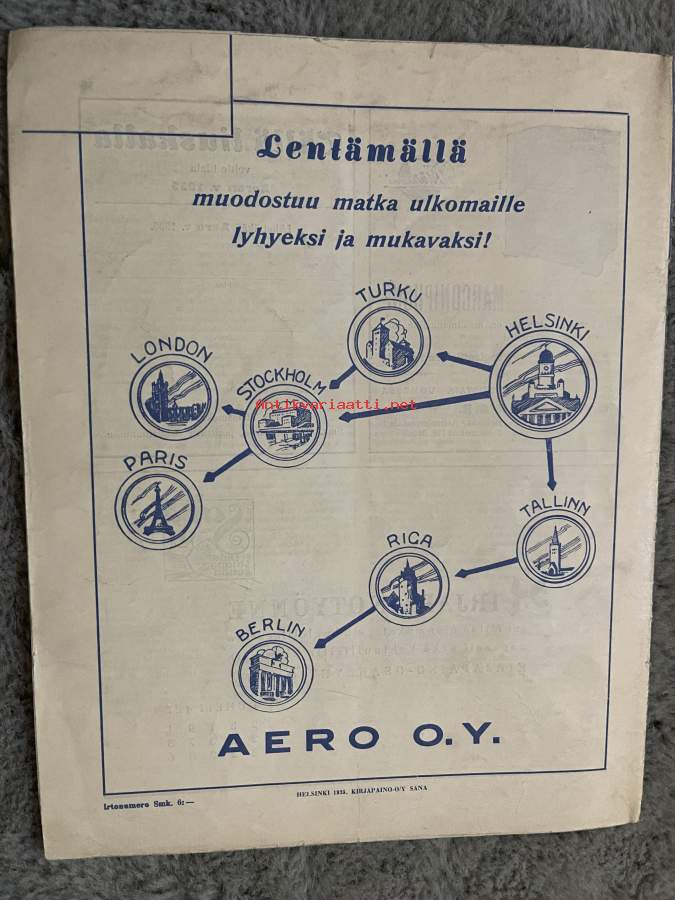 Lentämällä
muodostuu matka ulkomaille
lyhyeksi ja mukavaksi!
TURKU
HELSINKI
LONDON
STOCKHOLM
Antikvariaatti.net
PARIS
TALLINN
RIGA
BERLIN
AERO O.Y.
HELSINKI 1935. KIRJAPAINO-O/Y SANA
Irtonumero Smk. 6:—